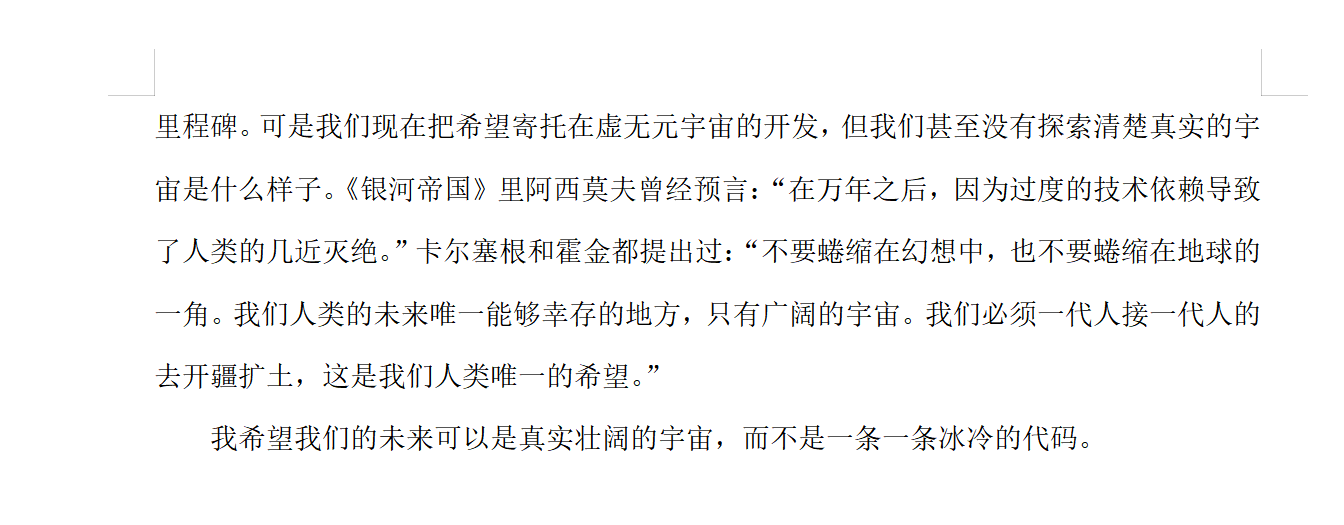 里程碑。可是我们现在把希望寄托在虚无元宇宙的开发，但我们甚至没有探索清楚真实的宇
宙是什么样子。《银河帝国》里阿西莫夫曾经预言：“在万年之后，因为过度的技术依赖导致
了人类的几近灭绝。”卡尔塞根和霍金都提出过：“不要蜷缩在幻想中，也不要蜷缩在地球的
一角。我们人类的未来唯一能够幸存的地方，只有广阔的宇宙。我们必须一代人接一代人的
去开疆扩土，这是我们人类唯一的希望。”
我希望我们的未来可以是真实壮阔的宇宙，而不是一条一条冰冷的代码。